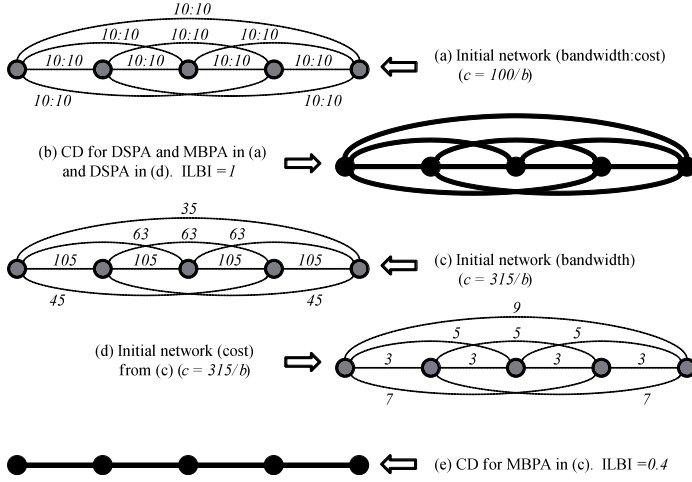 10:10
10:10 10:10 10:10
10:10 10:10 10:10 10:10
10:10 10:10
(a) Initial network (bandwidth:cost)
(c = 100/b)
(b) CD for DSPA and MBPA in (a)
and DSPA in (d). ILBI =1
35
63 63 63
105 105 105 105
45 45
(c) Initial network (bandwidth)
(c = 315/b)
9
5 5 5
3 3 3 3
7 7
(d) Initial network (cost)
from (c) (c = 315/b)
(e) CD for MBPA in (c). ILBI =0.4